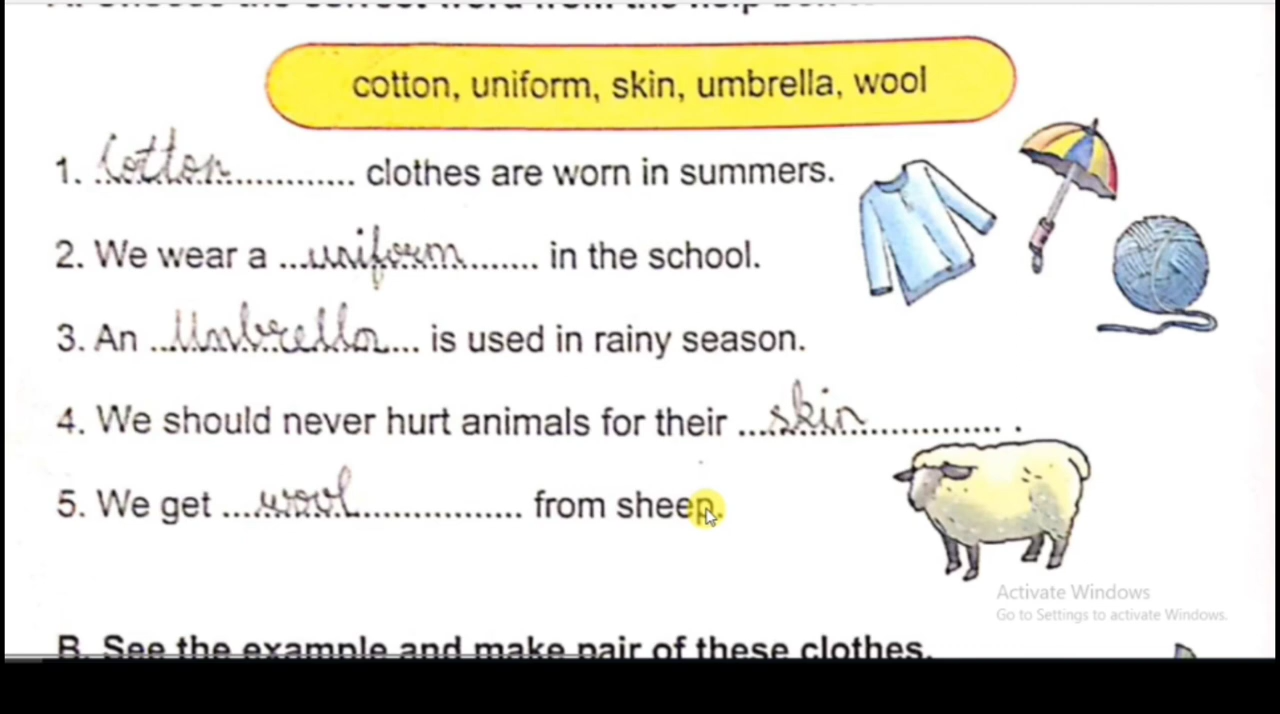 cotton, uniform, skin, umbrella, wool
1. Cotton clothes are worn in summers.
2. We wear a uniform in the school.
3. An Umbrella is used in rainy season.
4. We should never hurt animals for their skin.
5. We get wool from sheep.
Activate Windows
Go to Settings to activate Windows.
B. See the example and make pair of these clothes.